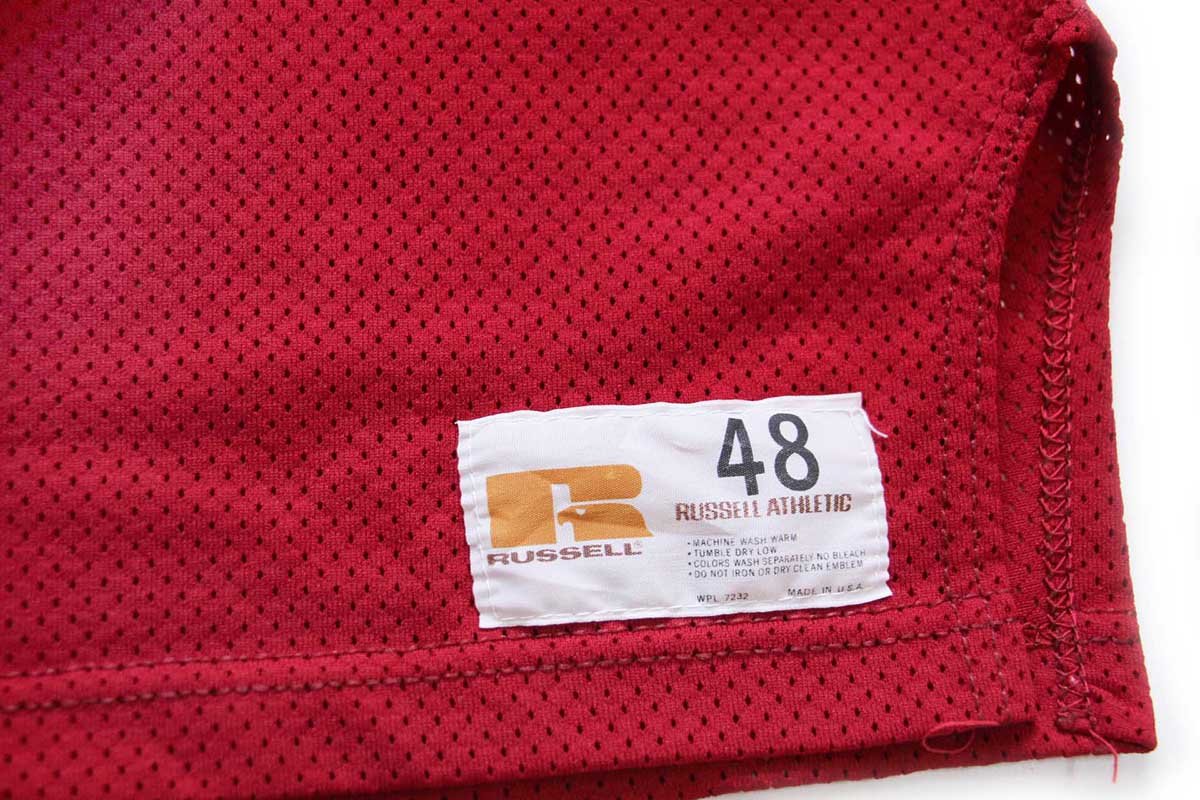 48
RUSSELL ATHLETIC
RUSSELL®
• MACHINE WASH WARM
• TUMBLE DRY LOW
• COLORS WASH SEPARATELY NO BLEACH
• DO NOT IRON OR DRY CLEAN EMBLEM
WPL 7232 MADE IN U.S.A.